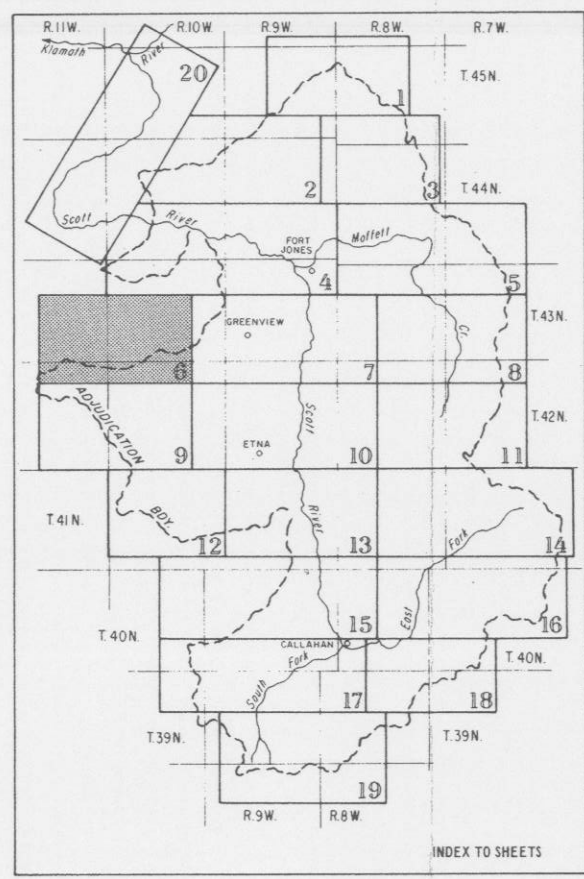 R.11W. R.10W. R.9W. R.8W. R.7W.
Klamath River
20
T.45N.
1
2
3
T.44N.
Scott River
FORT
JONES
Moffett
4
5
T.43N.
GREENVIEW
Cr.
6
7
8
Scott
T.42N.
ADJUDICATION
ETNA
9
10
11
T.41N.
BDY.
River
Fork
12
13
14
East
T.40N.
15
16
CALLAHAN
Fork
T.40N.
South
17
18
T.39N.
T.39N.
19
R.9W. R.8W.
INDEX TO SHEETS